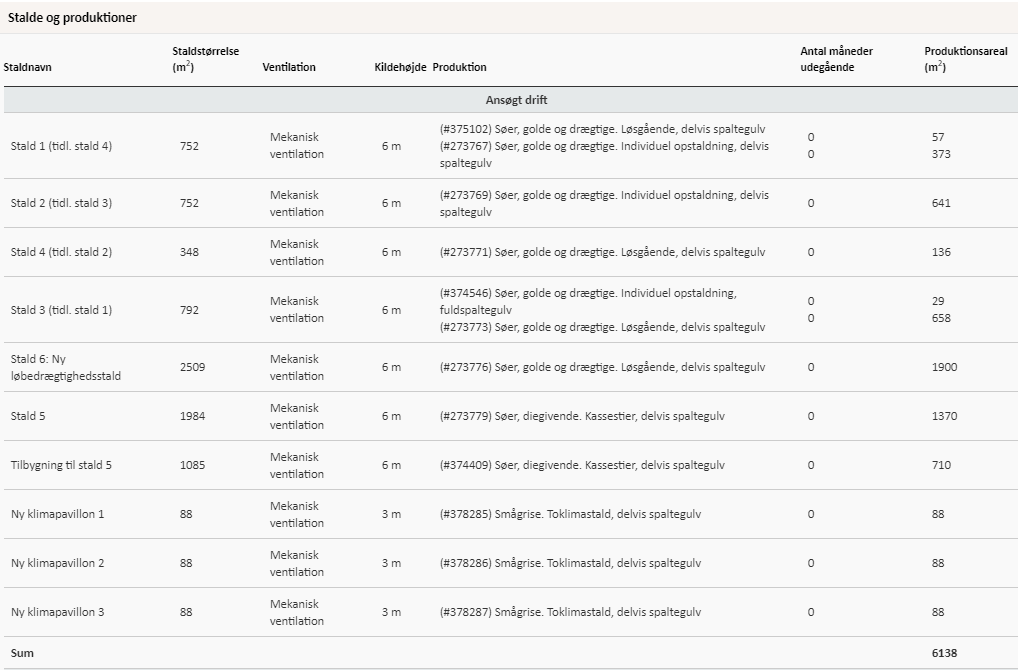 Stalde og produktioner
Staldnavn Staldstørrelse (m²) Ventilation Kildehøjde Produktion Antal måneder udegående Produktionsareal (m²)
Ansøgt drift
Stald 1 (tidl. stald 4) 752 Mekanisk ventilation 6 m (#375102) Søer, golde og drægtige. Løsgående, delvis spaltegulv 0 57
(#273767) Søer, golde og drægtige. Individuel opstaldning, delvis spaltegulv 0 373
Stald 2 (tidl. stald 3) 752 Mekanisk ventilation 6 m (#273769) Søer, golde og drægtige. Individuel opstaldning, delvis spaltegulv 0 641
Stald 4 (tidl. stald 2) 348 Mekanisk ventilation 6 m (#273771) Søer, golde og drægtige. Løsgående, delvis spaltegulv 0 136
Stald 3 (tidl. stald 1) 792 Mekanisk ventilation 6 m (#374546) Søer, golde og drægtige. Individuel opstaldning, fuldspaltegulv 0 29
(#273773) Søer, golde og drægtige. Løsgående, delvis spaltegulv 0 658
Stald 6: Ny løbedrægtighedsstald 2509 Mekanisk ventilation 6 m (#273776) Søer, golde og drægtige. Løsgående, delvis spaltegulv 0 1900
Stald 5 1984 Mekanisk ventilation 6 m (#273779) Søer, diegivende. Kassestier, delvis spaltegulv 0 1370
Tilbygning til stald 5 1085 Mekanisk ventilation 6 m (#374409) Søer, diegivende. Kassestier, delvis spaltegulv 0 710
Ny klimapavillon 1 88 Mekanisk ventilation 3 m (#378285) Smågrise. Toklimastald, delvis spaltegulv 0 88
Ny klimapavillon 2 88 Mekanisk ventilation 3 m (#378286) Smågrise. Toklimastald, delvis spaltegulv 0 88
Ny klimapavillon 3 88 Mekanisk ventilation 3 m (#378287) Smågrise. Toklimastald, delvis spaltegulv 0 88
Sum 6138